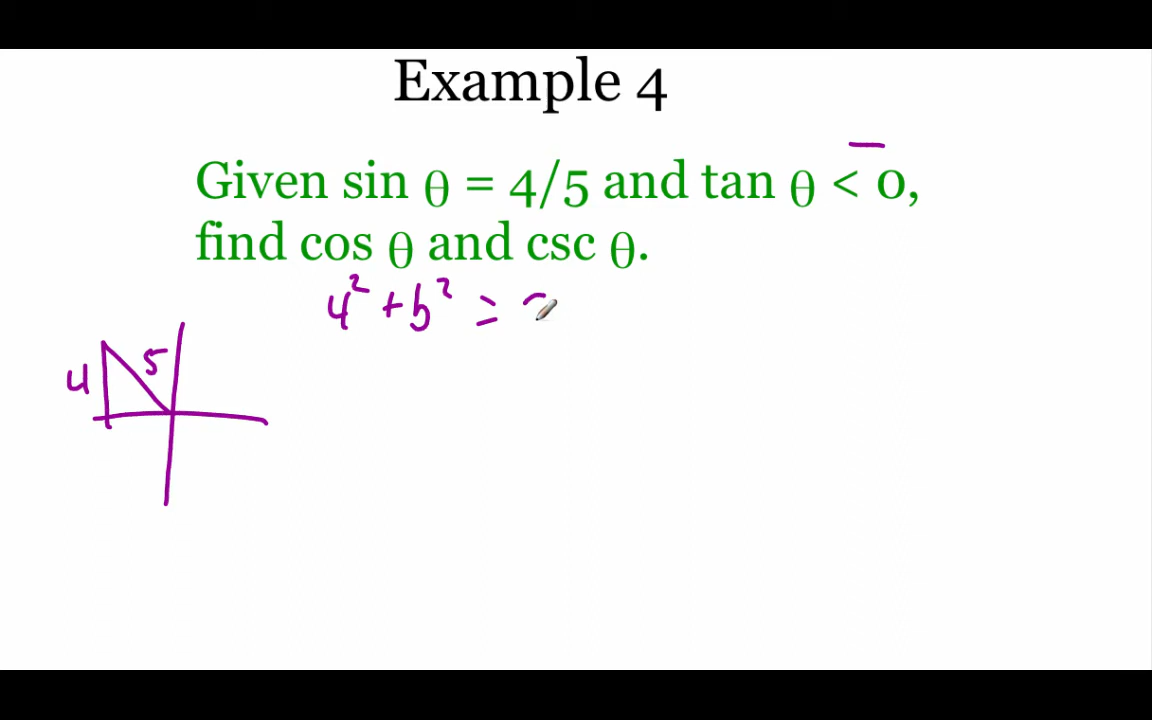 Example 4
Given sin θ = 4/5 and tan θ < 0,
find cos θ and csc θ.
4² + b² =
5
4